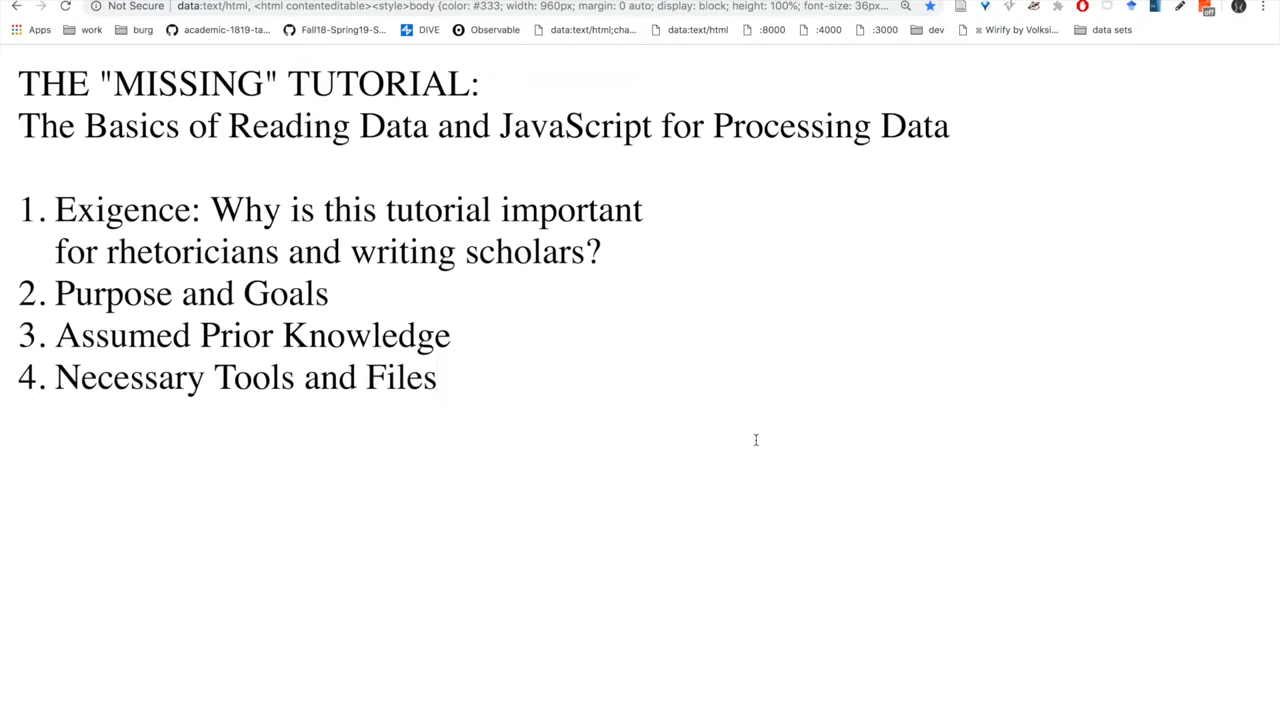 Not Secure data:text/html, <html contenteditable><style>body {color: #333; width: 960px; margin: 0 auto; display: block; height: 100%; font-size: 36px...
Apps work burg academic-1819-ta... Fall18-Spring19-S... DIVE Observable data:text/html;cha... data:text/html :8000 :4000 :3000 dev Wirify by Volksi... data sets
off
THE "MISSING" TUTORIAL:
The Basics of Reading Data and JavaScript for Processing Data
1. Exigence: Why is this tutorial important
for rhetoricians and writing scholars?
2. Purpose and Goals
3. Assumed Prior Knowledge
4. Necessary Tools and Files